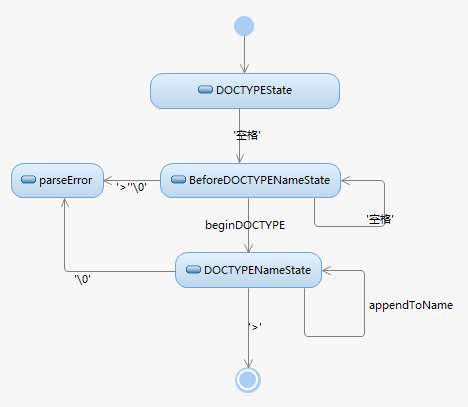 DOCTYPEState
'空格'
parseError
'>''\0'
BeforeDOCTYPENameState
'空格'
beginDOCTYPE
DOCTYPENameState
'\0'
appendToName
'>'